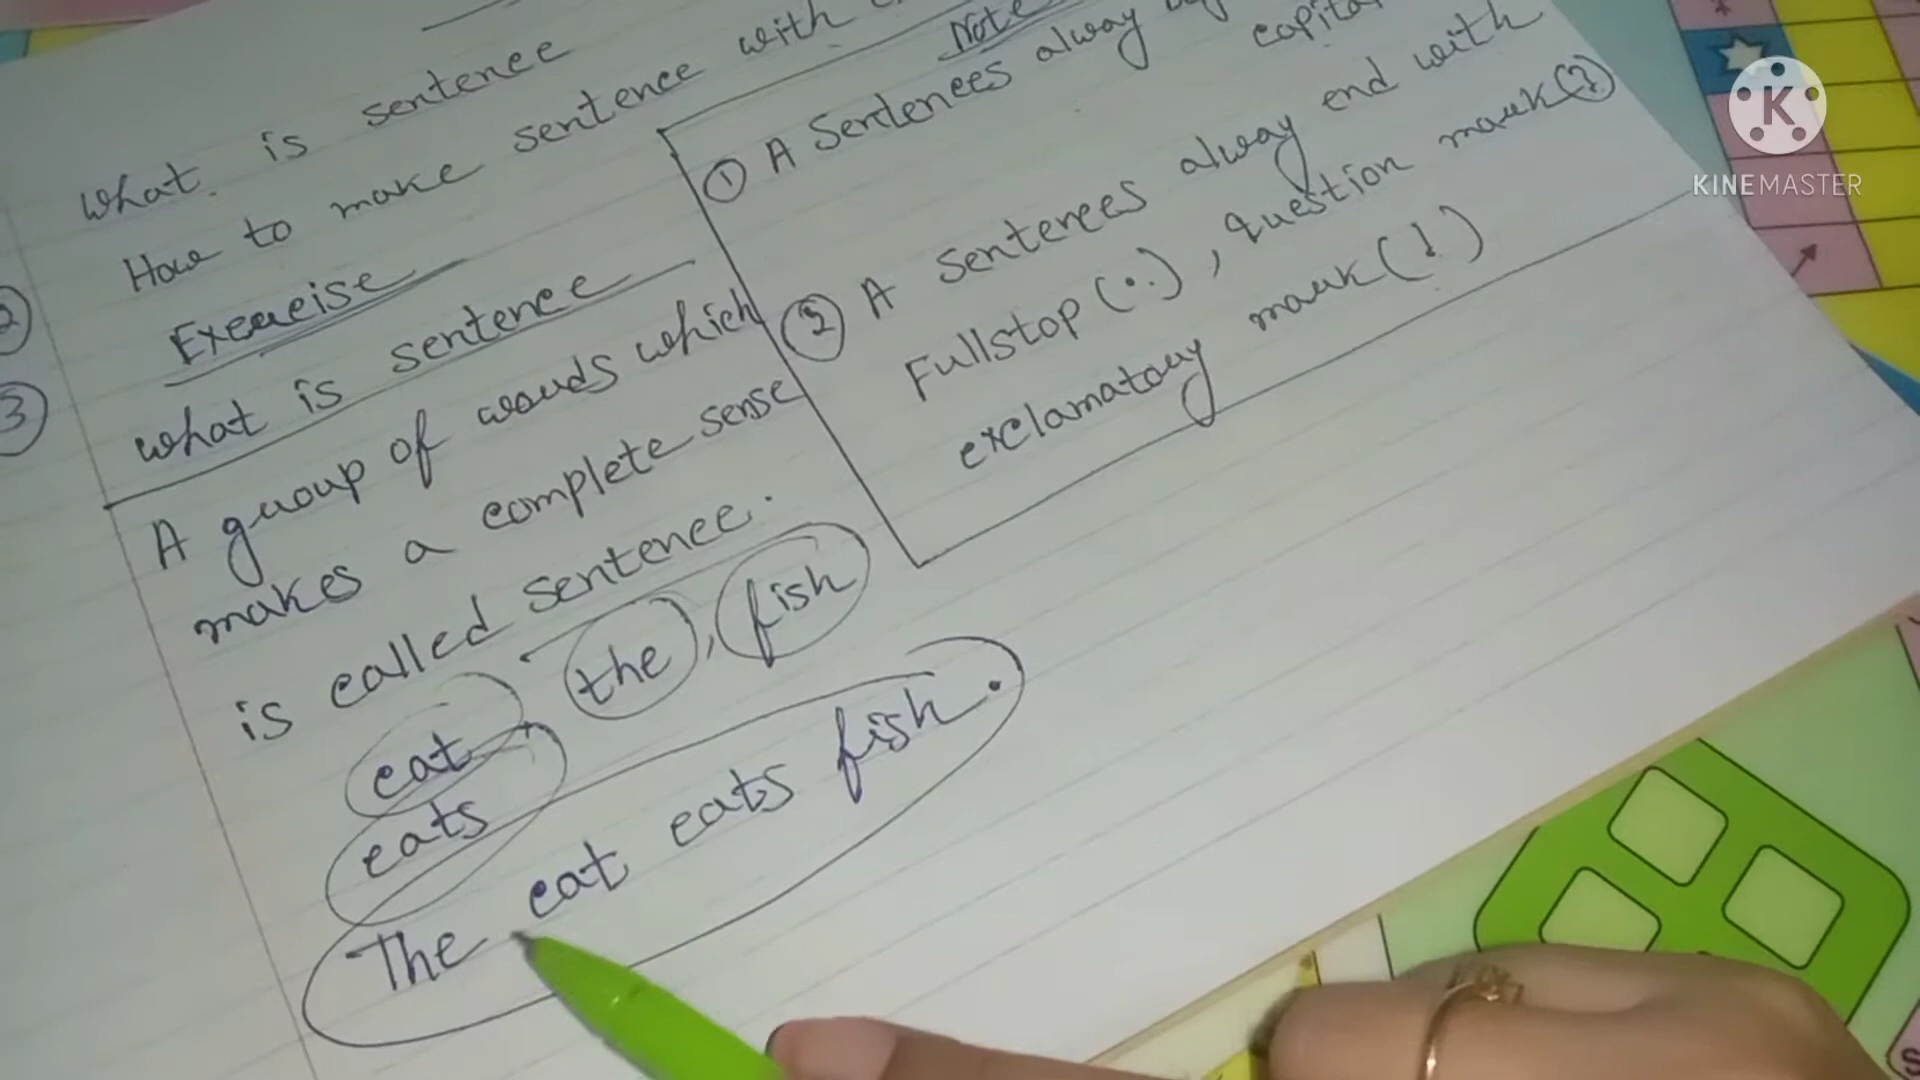 What is sentence
2 How to make sentence with
3 Exercise
what is sentence
A group of words which
makes a complete sense
is called sentence.
cat the, fish
eats
The cat eats fish.
Note
① A Sentences alway
capital
② A Sentences alway end with
Fullstop (.), question mark (?)
exclamatory mark (!)
K
KINEMASTER
S